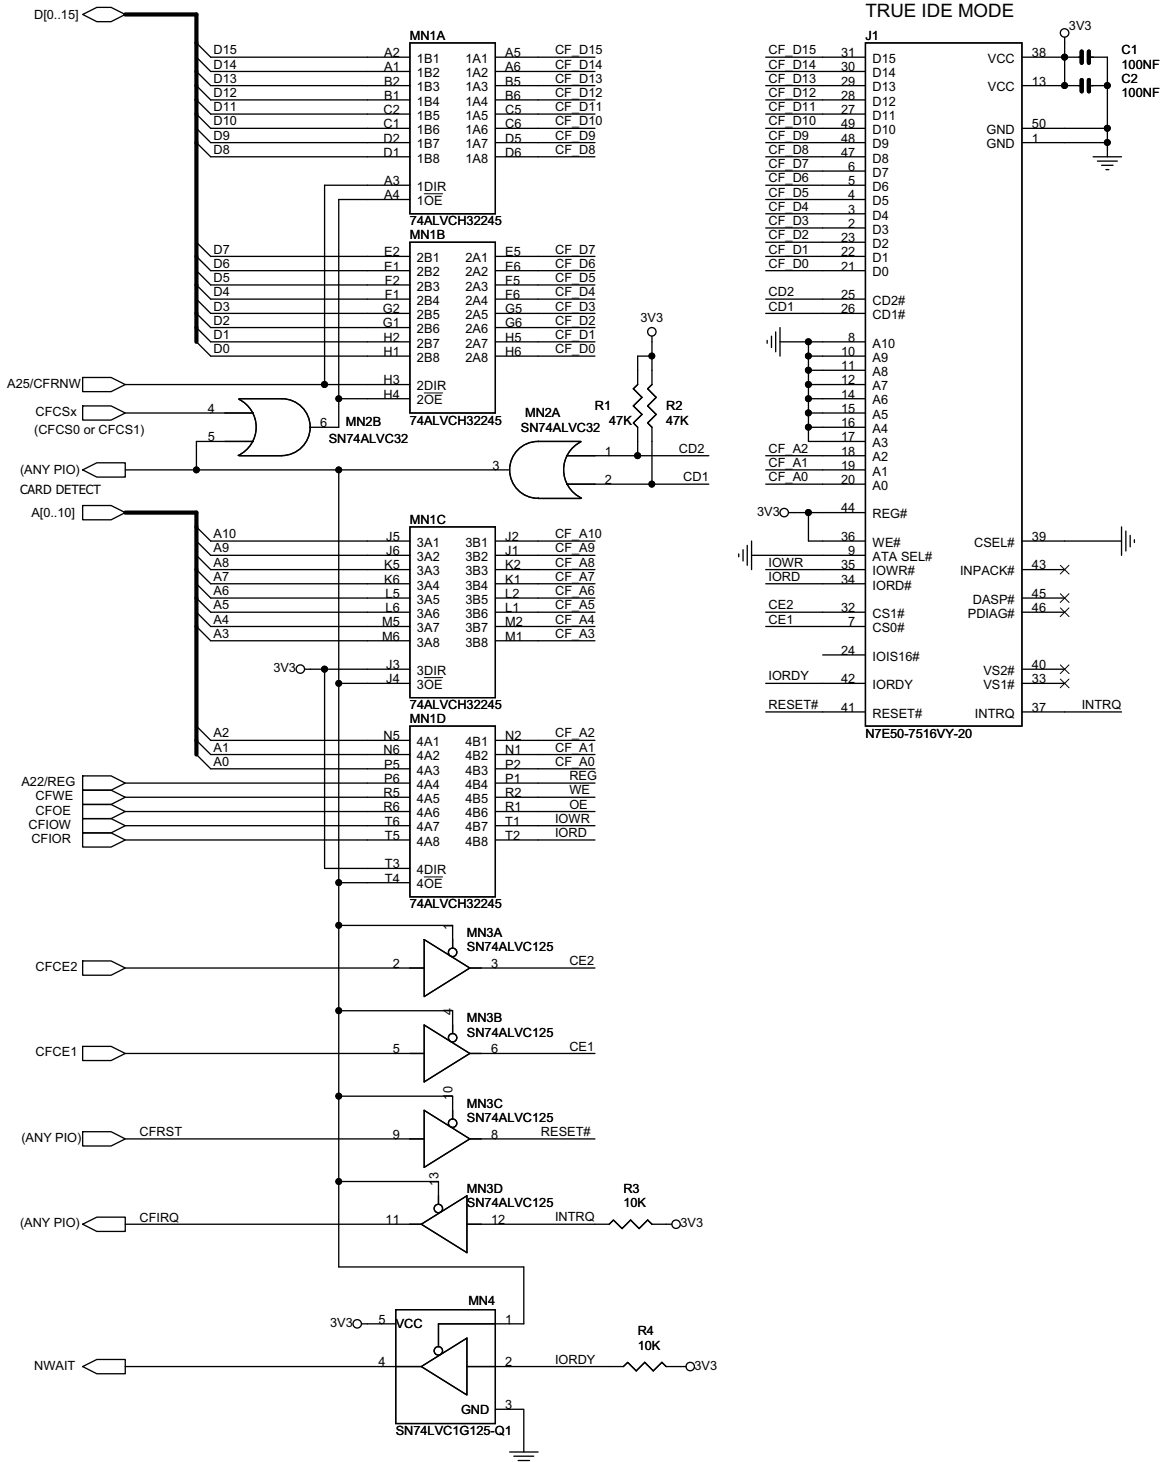 TRUE IDE MODE
D[0..15]
MN1A
D15 A2 1B1 1A1 A5 CF_D15
D14 A1 1B2 1A2 A6 CF_D14
D13 B2 1B3 1A3 B5 CF_D13
D12 B1 1B4 1A4 B6 CF_D12
D11 C2 1B5 1A5 C5 CF_D11
D10 C1 1B6 1A6 C6 CF_D10
D9 D2 1B7 1A7 D5 CF_D9
D8 D1 1B8 1A8 D6 CF_D8
A3 1DIR
A4 1OE
74ALVCH32245
MN1B
D7 E2 2B1 2A1 E5 CF_D7
D6 E1 2B2 2A2 E6 CF_D6
D5 F2 2B3 2A3 F5 CF_D5
D4 F1 2B4 2A4 F6 CF_D4
D3 G2 2B5 2A5 G5 CF_D3
D2 G1 2B6 2A6 G6 CF_D2
D1 H2 2B7 2A7 H5 CF_D1
D0 H1 2B8 2A8 H6 CF_D0
A25/CFRNW H3 2DIR
H4 2OE
74ALVCH32245
CFCSx
(CFCS0 or CFCS1)
4
5
6
MN2B
SN74ALVC32
3V3
R1
47K
R2
47K
MN2A
SN74ALVC32
1 CD2
2 CD1
3
(ANY PIO)
CARD DETECT
A[0..10]
MN1C
A10 J5 3A1 3B1 J2 CF_A10
A9 J6 3A2 3B2 J1 CF_A9
A8 K5 3A3 3B3 K2 CF_A8
A7 K6 3A4 3B4 K1 CF_A7
A6 L5 3A5 3B5 L2 CF_A6
A5 L6 3A6 3B6 L1 CF_A5
A4 M5 3A7 3B7 M2 CF_A4
A3 M6 3A8 3B8 M1 CF_A3
3V3 J3 3DIR
J4 3OE
74ALVCH32245
MN1D
A2 N5 4A1 4B1 N2 CF_A2
A1 N6 4A2 4B2 N1 CF_A1
A0 P5 4A3 4B3 P2 CF_A0
A22/REG P6 4A4 4B4 P1 REG
CFWE R5 4A5 4B5 R2 WE
CFOE R6 4A6 4B6 R1 OE
CFIOW T6 4A7 4B7 T1 IOWR
CFIOR T5 4A8 4B8 T2 IORD
T3 4DIR
T4 4OE
74ALVCH32245
1
MN3A
SN74ALVC125
CFCE2 2 3 CE2
4
MN3B
SN74ALVC125
CFCE1 5 6 CE1
10
MN3C
SN74ALVC125
(ANY PIO) CFRST 9 8 RESET#
13
MN3D
SN74ALVC125
R3
10K
(ANY PIO) CFIRQ 11 12 INTRQ 3V3
MN4
3V3 5 VCC 1
R4
10K
NWAIT 4 2 IORDY 3V3
GND 3
SN74LVC1G125-Q1
J1
3V3
C1
100NF
C2
100NF
CF_D15 31 D15 VCC 38
CF_D14 30 D14
CF_D13 29 D13 VCC 13
CF_D12 28 D12
CF_D11 27 D11
CF_D10 49 D10 GND 50
CF_D9 48 D9 GND 1
CF_D8 47 D8
CF_D7 6 D7
CF_D6 5 D6
CF_D5 4 D5
CF_D4 3 D4
CF_D3 2 D3
CF_D2 23 D2
CF_D1 22 D1
CF_D0 21 D0
CD2 25 CD2#
CD1 26 CD1#
8 A10
10 A9
11 A8
12 A7
14 A6
15 A5
16 A4
17 A3
CF_A2 18 A2
CF_A1 19 A1
CF_A0 20 A0
3V3 44 REG#
36 WE# CSEL# 39
9 ATA SEL#
IOWR 35 IOWR# INPACK# 43
IORD 34 IORD#
DASP# 45
CE2 32 CS1# PDIAG# 46
CE1 7 CS0#
24 IOIS16#
VS2# 40
IORDY 42 IORDY VS1# 33
RESET# 41 RESET# INTRQ 37 INTRQ
N7E50-7516VY-20